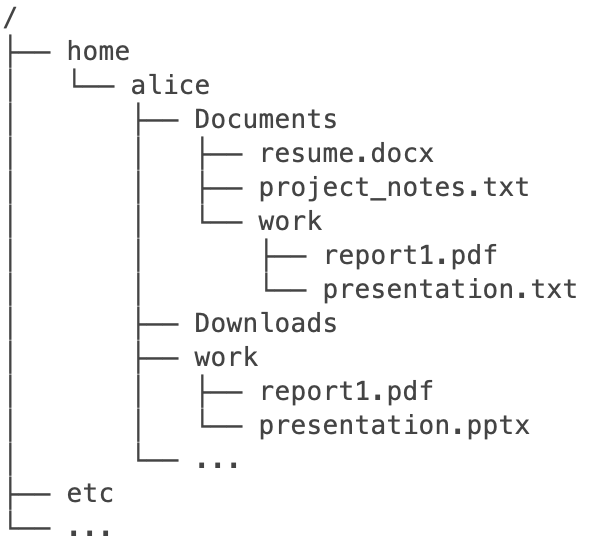 /
├── home
│   └── alice
│       ├── Documents
│       │   ├── resume.docx
│       │   ├── project_notes.txt
│       │   └── work
│       │       ├── report1.pdf
│       │       └── presentation.txt
│       ├── Downloads
│       ├── work
│       │   ├── report1.pdf
│       │   └── presentation.pptx
│       └── ...
├── etc
└── ...